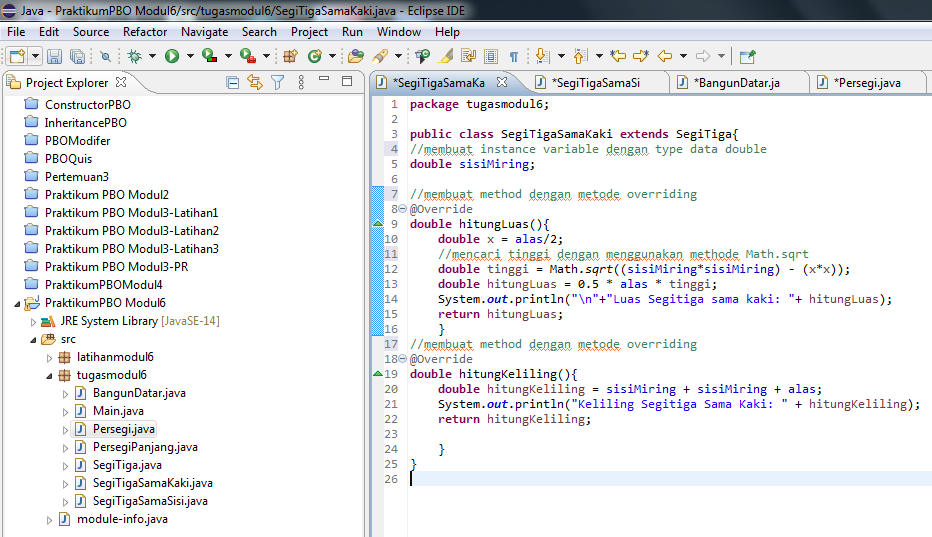 Java - PraktikumPBO Modul6/src/tugasmodul6/SegiTigaSamaKaki.java - Eclipse IDE
File Edit Source Refactor Navigate Search Project Run Window Help
Project Explorer
ConstructorPBO
InheritancePBO
PBOModifer
PBOQuis
Pertemuan3
Praktikum PBO Modul2
Praktikum PBO Modul3-Latihan1
Praktikum PBO Modul3-Latihan2
Praktikum PBO Modul3-Latihan3
Praktikum PBO Modul3-PR
PraktikumPBOModul4
PraktikumPBO Modul6
JRE System Library [JavaSE-14]
src
latihanmodul6
tugasmodul6
BangunDatar.java
Main.java
Persegi.java
PersegiPanjang.java
SegiTiga.java
SegiTigaSamaKaki.java
SegiTigaSamaSisi.java
module-info.java
*SegiTigaSamaKa *SegiTigaSamaSi *BangunDatar.ja *Persegi.java
1 package tugasmodul6;
2
3 public class SegiTigaSamaKaki extends SegiTiga{
4 //membuat instance variable dengan type data double
5 double sisiMiring;
6
7 //membuat method dengan metode overriding
8 @Override
9 double hitungLuas(){
10 double x = alas/2;
11 //mencari tinggi dengan menggunakan methode Math.sqrt
12 double tinggi = Math.sqrt((sisiMiring*sisiMiring) - (x*x));
13 double hitungLuas = 0.5 * alas * tinggi;
14 System.out.println("\n"+"Luas Segitiga sama kaki: "+ hitungLuas);
15 return hitungLuas;
16 }
17 //membuat method dengan metode overriding
18 @Override
19 double hitungKeliling(){
20 double hitungKeliling = sisiMiring + sisiMiring + alas;
21 System.out.println("Keliling Segitiga Sama Kaki: " + hitungKeliling);
22 return hitungKeliling;
23
24 }
25 }
26